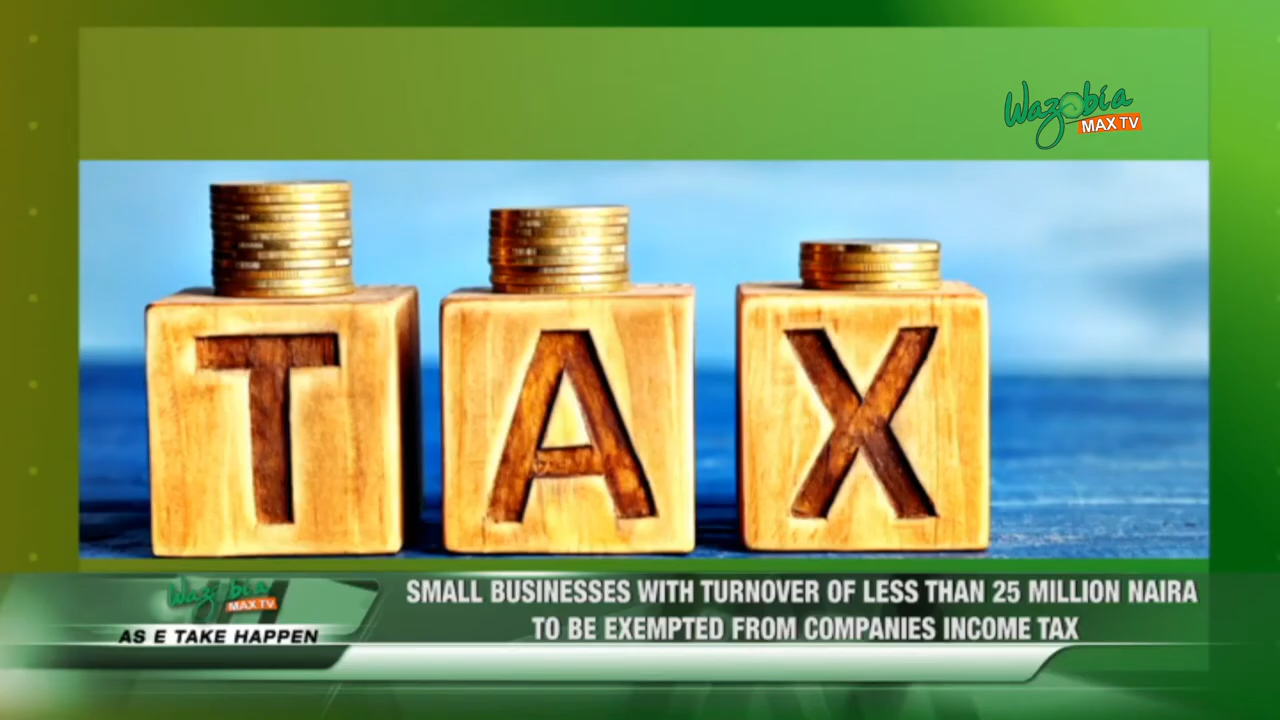 Wazobia
MAX TV
TAX
Wazobia
MAX TV
AS E TAKE HAPPEN
SMALL BUSINESSES WITH TURNOVER OF LESS THAN 25 MILLION NAIRA
TO BE EXEMPTED FROM COMPANIES INCOME TAX